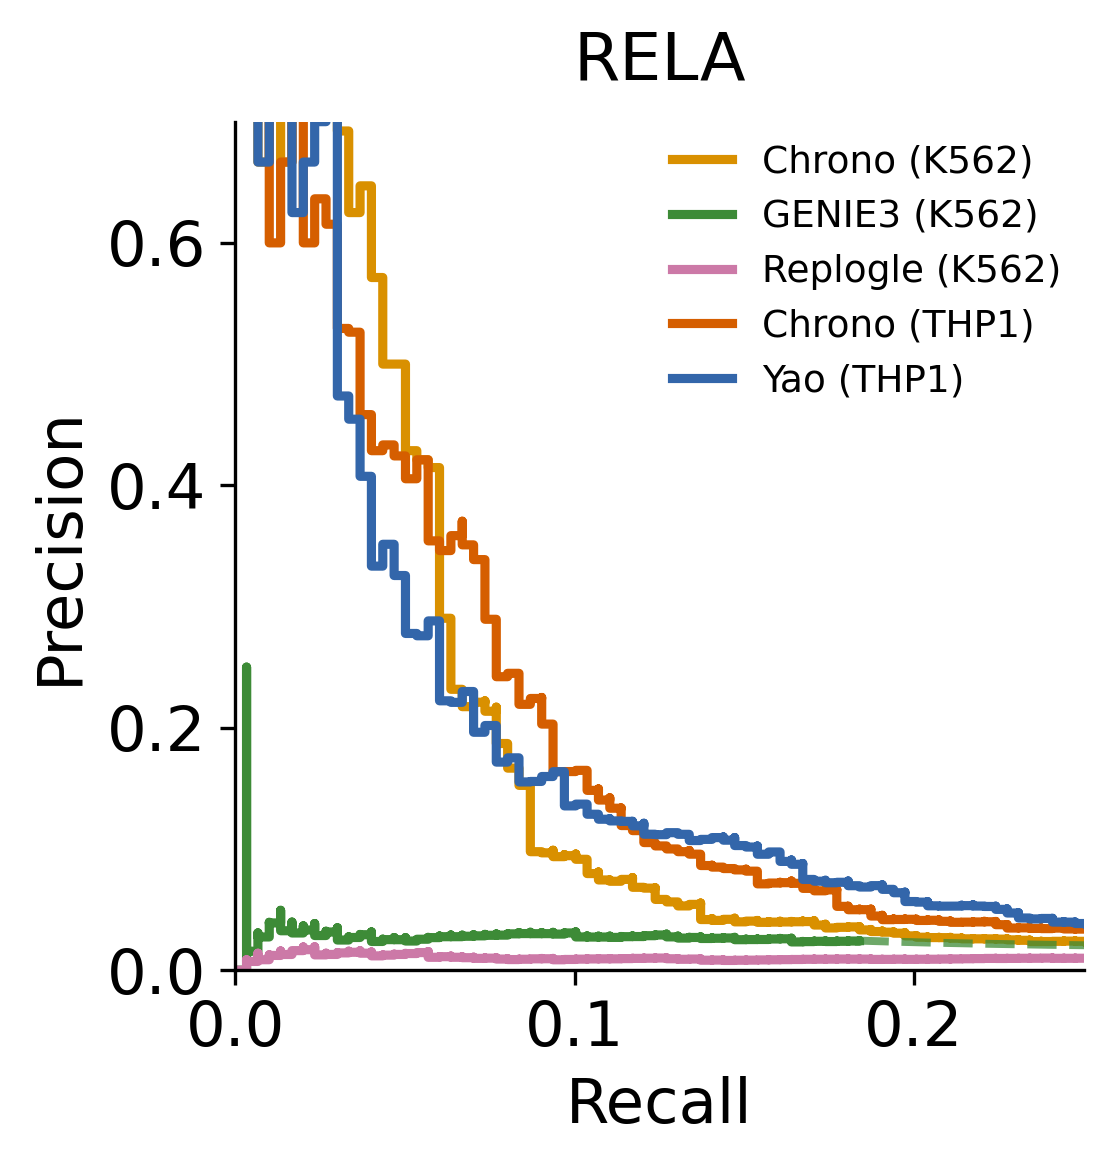 RELA
Chrono (K562)
GENIE3 (K562)
Replogle (K562)
Chrono (THP1)
Yao (THP1)
Precision
0.6
0.4
0.2
0.0
0.0 0.1 0.2
Recall